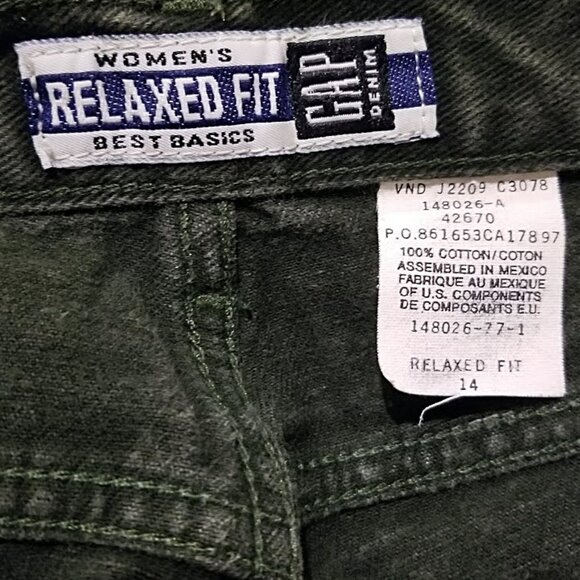 WOMEN'S
RELAXED FIT
BEST BASICS
GAP
DENIM
VND J2209 C3078
148026-A
42670
P.O.861653CA17897
100% COTTON/COTON
ASSEMBLED IN MEXICO
FABRIQUE AU MEXIQUE
OF U.S. COMPONENTS
DE COMPOSANTS E.U.
148026-77-1
RELAXED FIT
14